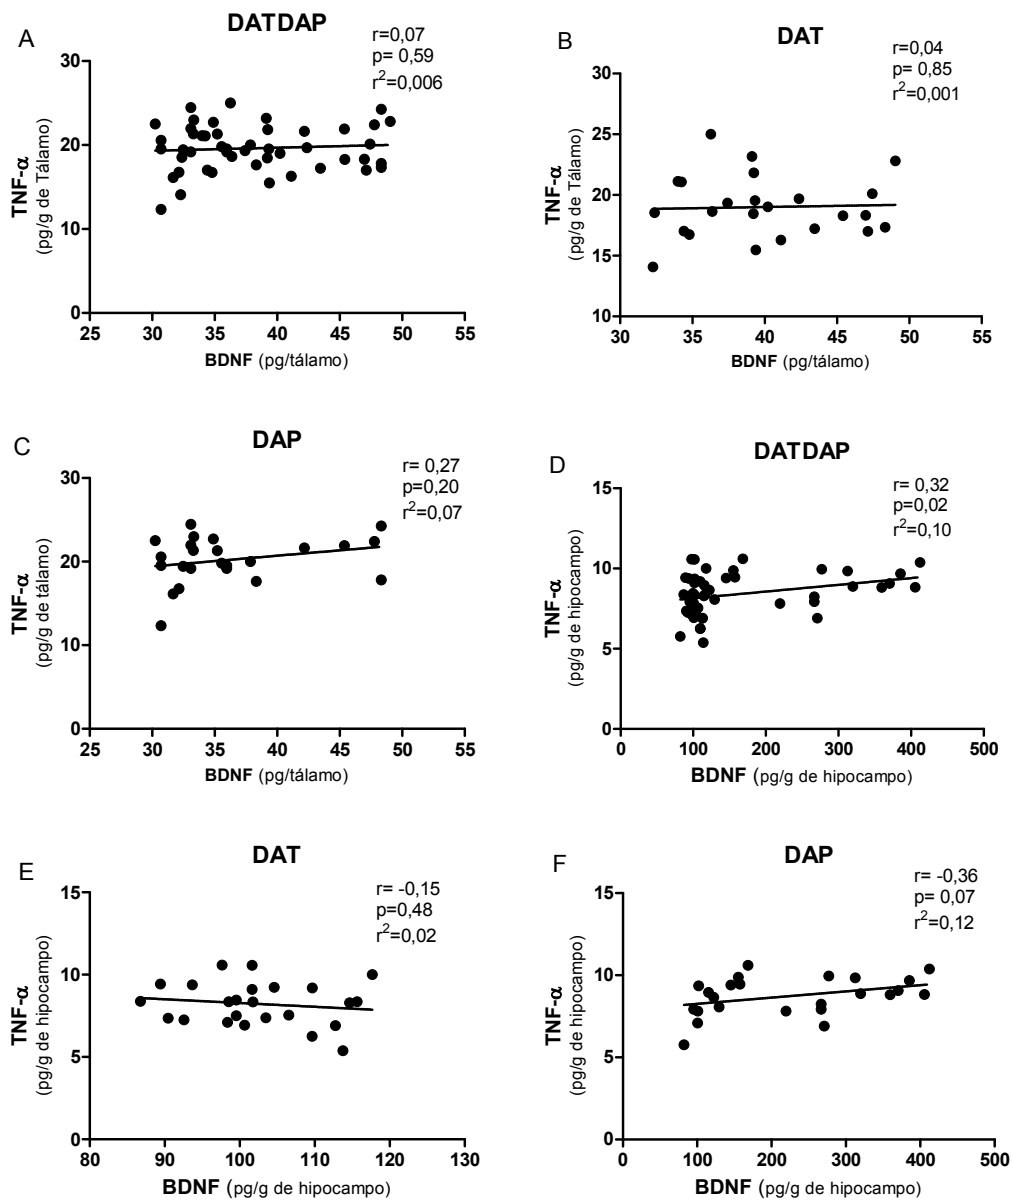 A
DATDAP
r=0,07
p= 0,59
r²=0,006
TNF-α
(pg/g de Tálamo)
30
20
10
0
25 30 35 40 45 50 55
BDNF (pg/tálamo)
B
DAT
r=0,04
p= 0,85
r²=0,001
TNF-α
(pg/g de Tálamo)
30
25
20
15
10
30 35 40 45 50 55
BDNF (pg/tálamo)
C
DAP
r= 0,27
p=0,20
r²=0,07
TNF-α
(pg/g de tálamo)
30
20
10
0
25 30 35 40 45 50 55
BDNF (pg/tálamo)
D
DATDAP
r= 0,32
p=0,02
r²=0,10
TNF-α
(pg/g de hipocampo)
15
10
5
0
0 100 200 300 400 500
BDNF (pg/g de hipocampo)
E
DAT
r= -0,15
p=0,48
r²=0,02
TNF-α
(pg/g de hipocampo)
15
10
5
0
80 90 100 110 120 130
BDNF (pg/g de hipocampo)
F
DAP
r= -0,36
p= 0,07
r²=0,12
TNF-α
(pg/g de hipocampo)
15
10
5
0
0 100 200 300 400 500
BDNF (pg/g de hipocampo)